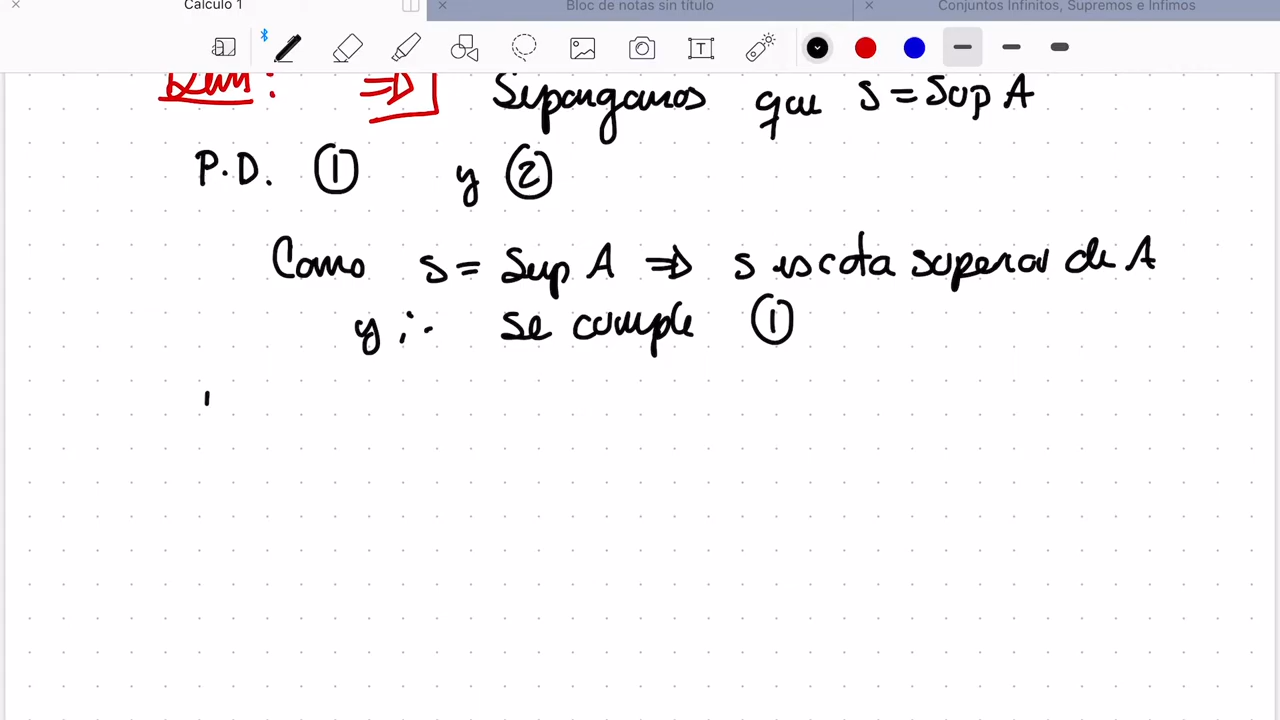 Calculo 1 Bloc de notas sin título Conjuntos Infinitos, Supremos e Infimos
Dem: ⇒] Supongamos que s = Sup A
P.D. ① y ②
Como s = Sup A ⇒ s es cota superior de A
y ∴ se cumple ①